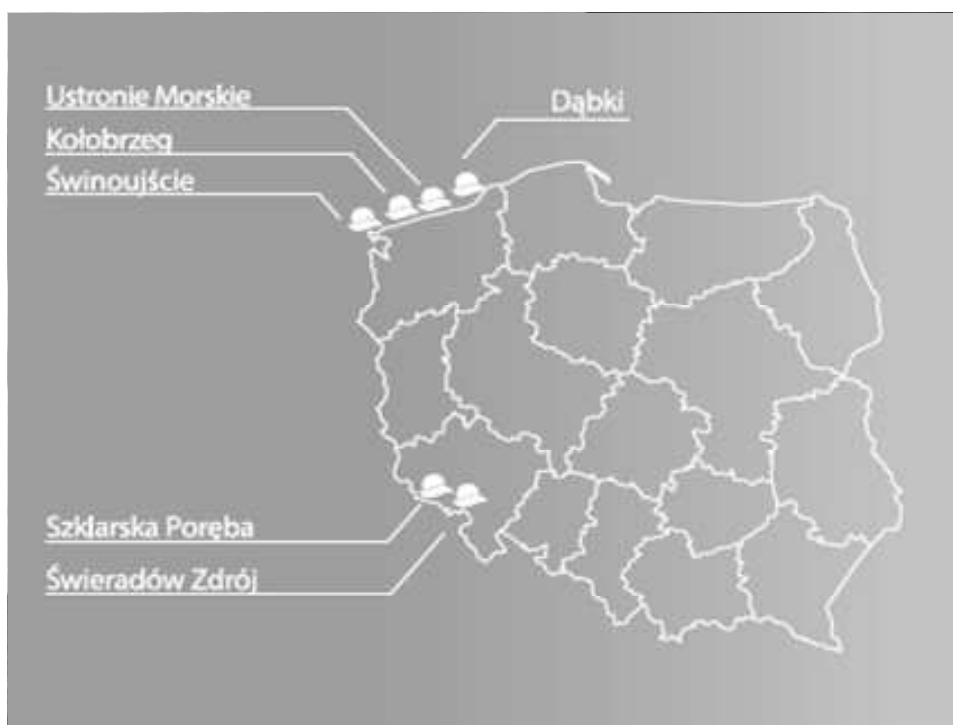 Ustronie Morskie
Dąbki
Kołobrzeg
Świnoujście
Szklarska Poręba
Świeradów Zdrój